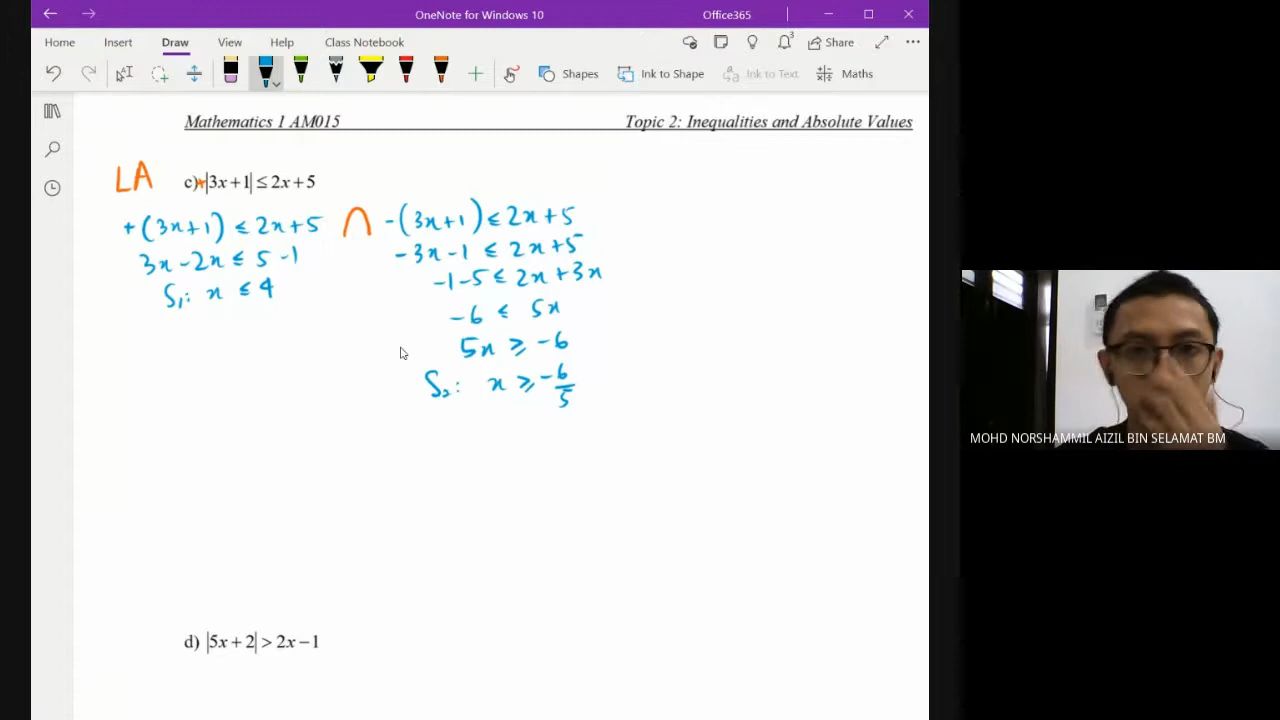 OneNote for Windows 10
Office365
Home Insert Draw View Help Class Notebook
Share
3
Shapes Ink to Shape Ink to Text Maths
Mathematics 1 AM015 Topic 2: Inequalities and Absolute Values
LA c) |3x+1| ≤ 2x+5
+(3x+1) ≤ 2x+5 ∩ -(3x+1) ≤ 2x+5
3x-2x ≤ 5-1
S₁: x ≤ 4
-3x-1 ≤ 2x+5
-1-5 ≤ 2x+3x
-6 ≤ 5x
5x ≥ -6
S₂: x ≥ -6/5
d) |5x+2| > 2x-1
MOHD NORSHAMMIL AIZIL BIN SELAMAT BM